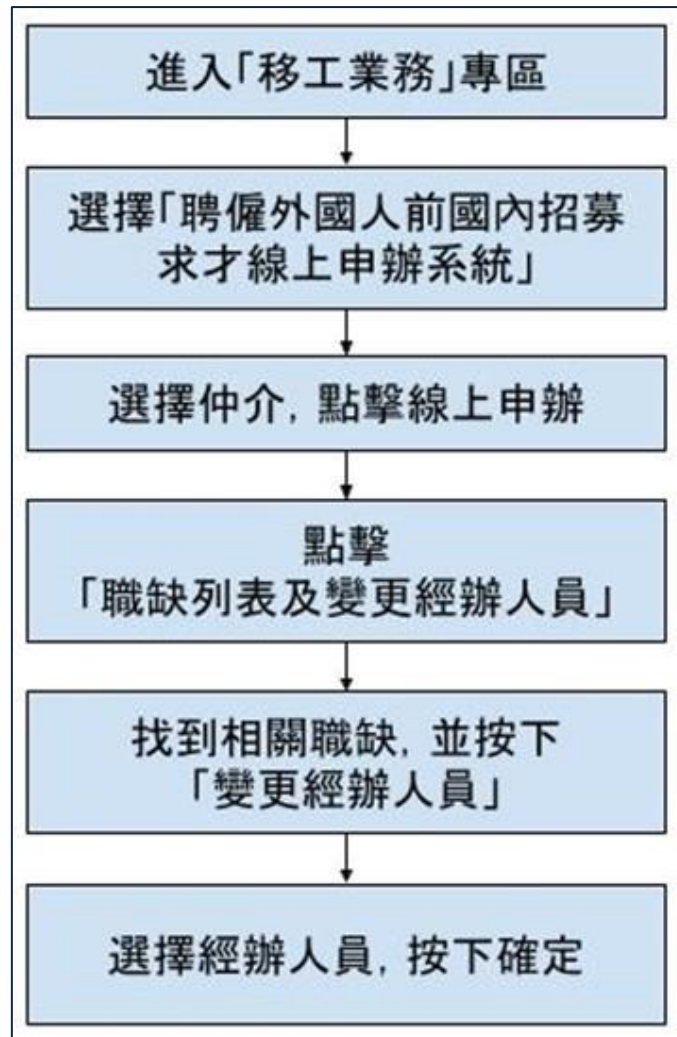 進入「移工業務」專區
選擇「聘僱外國人前國內招募
求才線上申辦系統」
選擇仲介, 點擊線上申辦
點擊
「職缺列表及變更經辦人員」
找到相關職缺, 並按下
「變更經辦人員」
選擇經辦人員, 按下確定